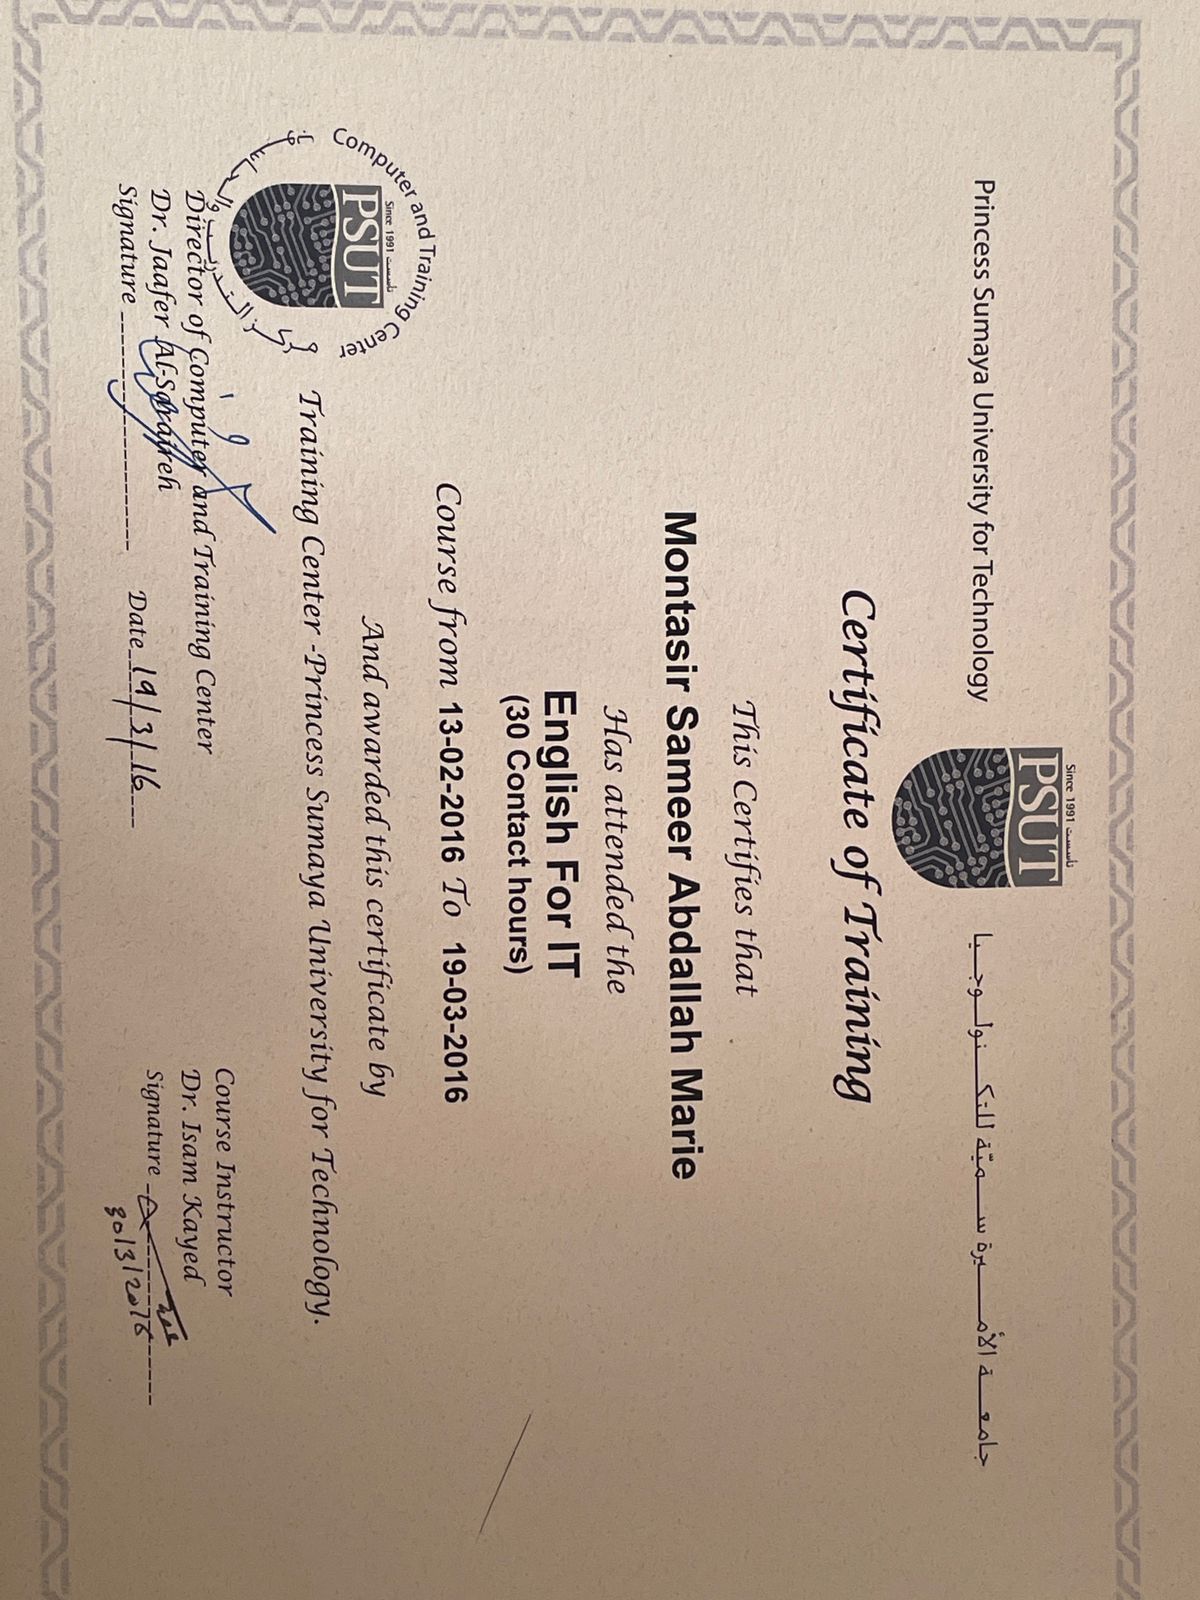 Princess Sumaya University for Technology
Since 1991 تأسست
PSUT
جامعة الأميرة سميّة للتكنولوجيا
Certificate of Training
This Certifies that
Montasir Sameer Abdallah Marie
Has attended the
English For IT
(30 Contact hours)
Course from 13-02-2016 To 19-03-2016
And awarded this certificate by
Training Center -Princess Sumaya University for Technology.
Computer and Training Center
Since 1991 تأسست
PSUT
Director of Computer and Training Center
Dr. Jaafer Al-Saraireh
Signature
Date 19/3/16
Course Instructor
Dr. Isam Kayed
Signature
30/3/2016